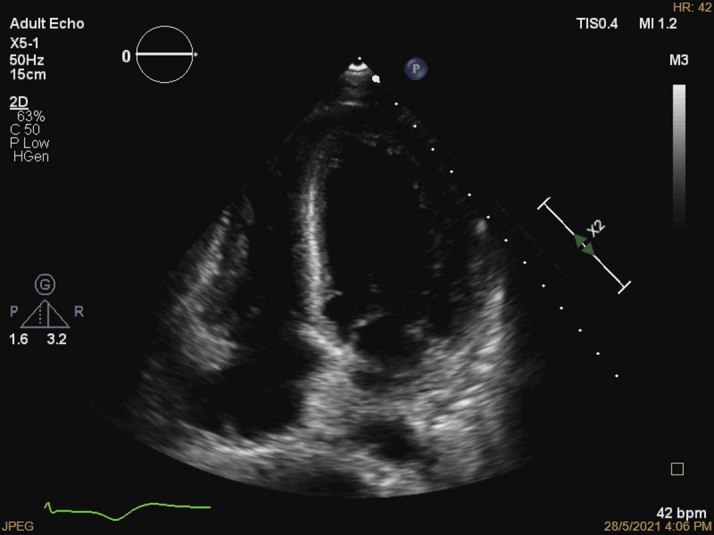 HR: 42
Adult Echo
TIS0.4 MI 1.2
X5-1
50Hz
15cm
0
P
M3
2D
63%
C 50
P Low
HGen
X2
G
P R
1.6 3.2
42 bpm
JPEG
28/5/2021 4:06 PM